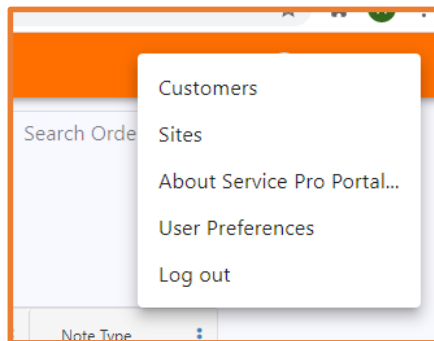 Customers
Search Orde
Sites
About Service Pro Portal...
User Preferences
Log out
Note Type